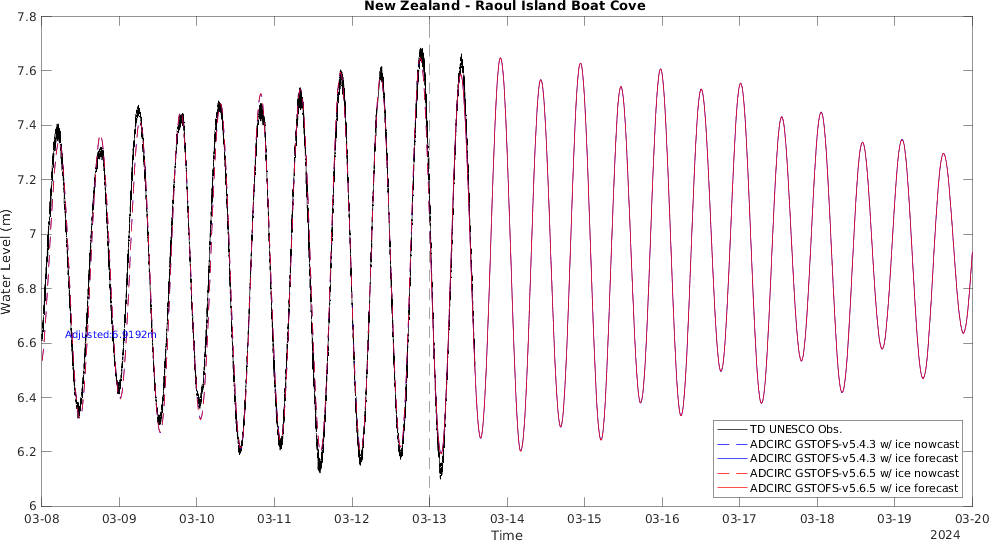 New Zealand - Raoul Island Boat Cove
7.8
7.6
7.4
7.2
7
6.8
6.6
6.4
6.2
6
Water Level (m)
Adjusted:6.9192m
TD UNESCO Obs.
ADCIRC GSTOFS-v5.4.3 w/ ice nowcast
ADCIRC GSTOFS-v5.4.3 w/ ice forecast
ADCIRC GSTOFS-v5.6.5 w/ ice nowcast
ADCIRC GSTOFS-v5.6.5 w/ ice forecast
03-08 03-09 03-10 03-11 03-12 03-13 03-14 03-15 03-16 03-17 03-18 03-19 03-20
Time
2024